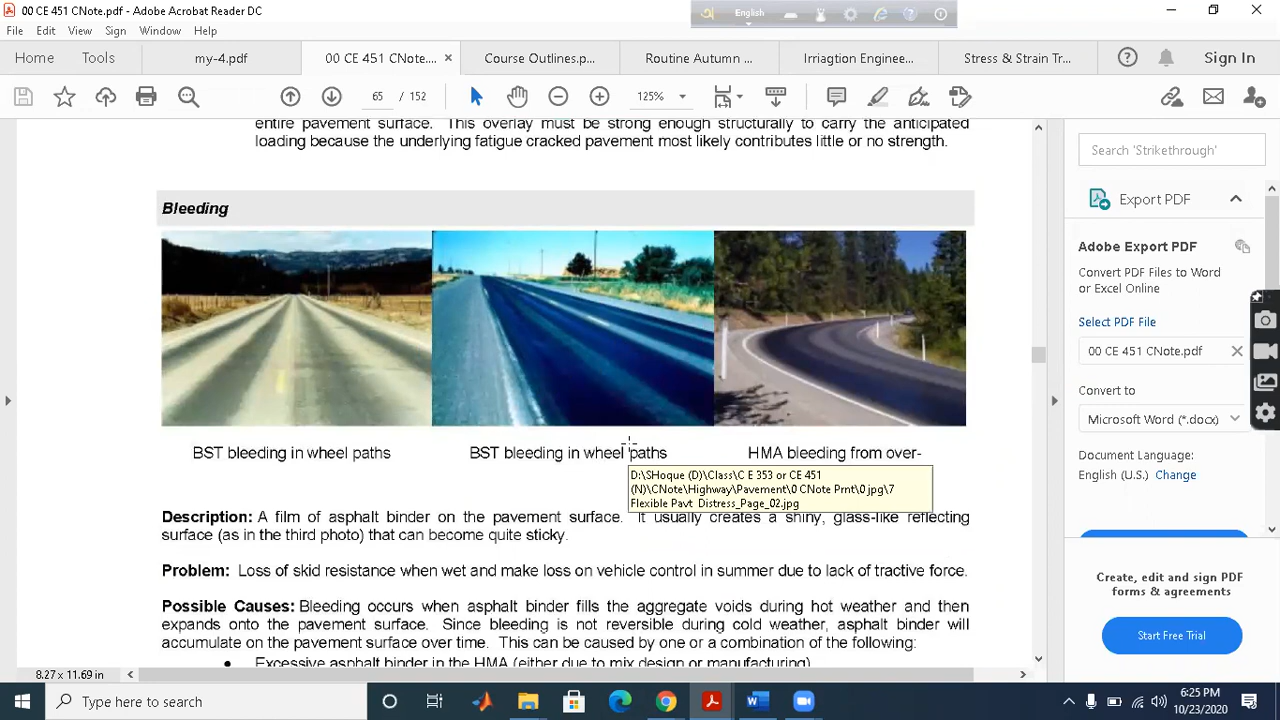 00 CE 451 CNote.pdf - Adobe Acrobat Reader DC
English
File Edit View Sign Window Help
Home Tools my-4.pdf 00 CE 451 CNote.... × Course Outlines.p... Routine Autumn ... Irriagtion Enginee... Stress & Strain Tr... Sign In
65 / 152 125%
entire pavement surface. This overlay must be strong enough structurally to carry the anticipated
loading because the underlying fatigue cracked pavement most likely contributes little or no strength.
Bleeding
BST bleeding in wheel paths BST bleeding in wheel paths HMA bleeding from over-
D:\SHoque (D)\Class\C E 353 or CE 451
(N)\CNote\Highway\Pavement\0 CNote Prnt\0 jpg\7
Flexible Pavt Distress_Page_02.jpg
Description: A film of asphalt binder on the pavement surface. It usually creates a shiny, glass-like reflecting
surface (as in the third photo) that can become quite sticky.
Problem: Loss of skid resistance when wet and make loss on vehicle control in summer due to lack of tractive force.
Possible Causes: Bleeding occurs when asphalt binder fills the aggregate voids during hot weather and then
expands onto the pavement surface. Since bleeding is not reversible during cold weather, asphalt binder will
accumulate on the pavement surface over time. This can be caused by one or a combination of the following:
• Excessive asphalt binder in the HMA (either due to mix design or manufacturing)
8.27 x 11.69 in
Search 'Strikethrough'
Export PDF
Adobe Export PDF
Convert PDF Files to Word
or Excel Online
Select PDF File
00 CE 451 CNote.pdf
Convert to
Microsoft Word (*.docx)
Document Language:
English (U.S.) Change
Create, edit and sign PDF
forms & agreements
Start Free Trial
Type here to search
6:25 PM
10/23/2020